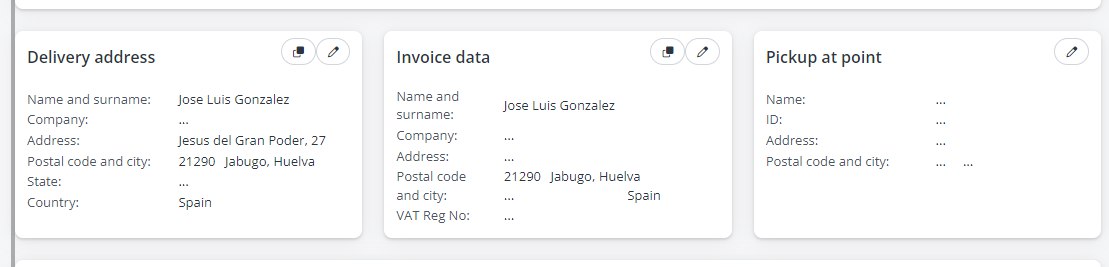 Delivery address
Name and surname: Jose Luis Gonzalez
Company: ...
Address: Jesus del Gran Poder, 27
Postal code and city: 21290 Jabugo, Huelva
State: ...
Country: Spain
Invoice data
Name and
surname: Jose Luis Gonzalez
Company: ...
Address: ...
Postal code 21290 Jabugo, Huelva
and city: ... Spain
VAT Reg No: ...
Pickup at point
Name: ...
ID: ...
Address: ...
Postal code and city: ... ...